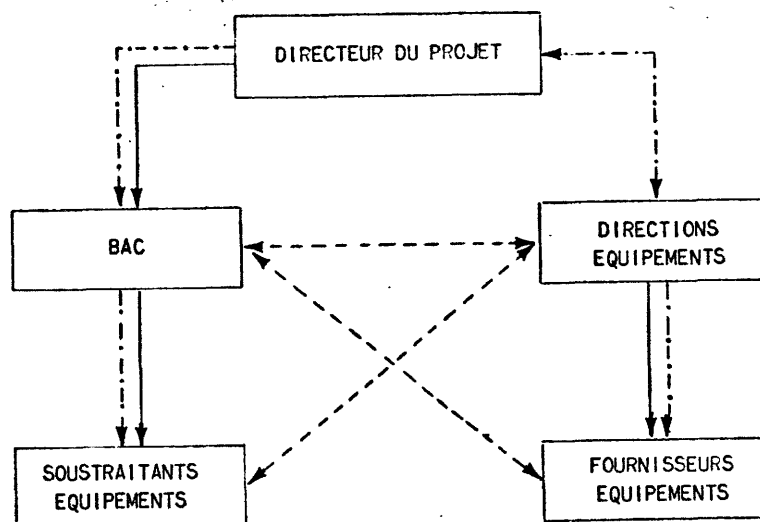 DIRECTEUR DU PROJET
BAC
DIRECTIONS
EQUIPEMENTS
SOUSTRAITANTS
EQUIPEMENTS
FOURNISSEURS
EQUIPEMENTS